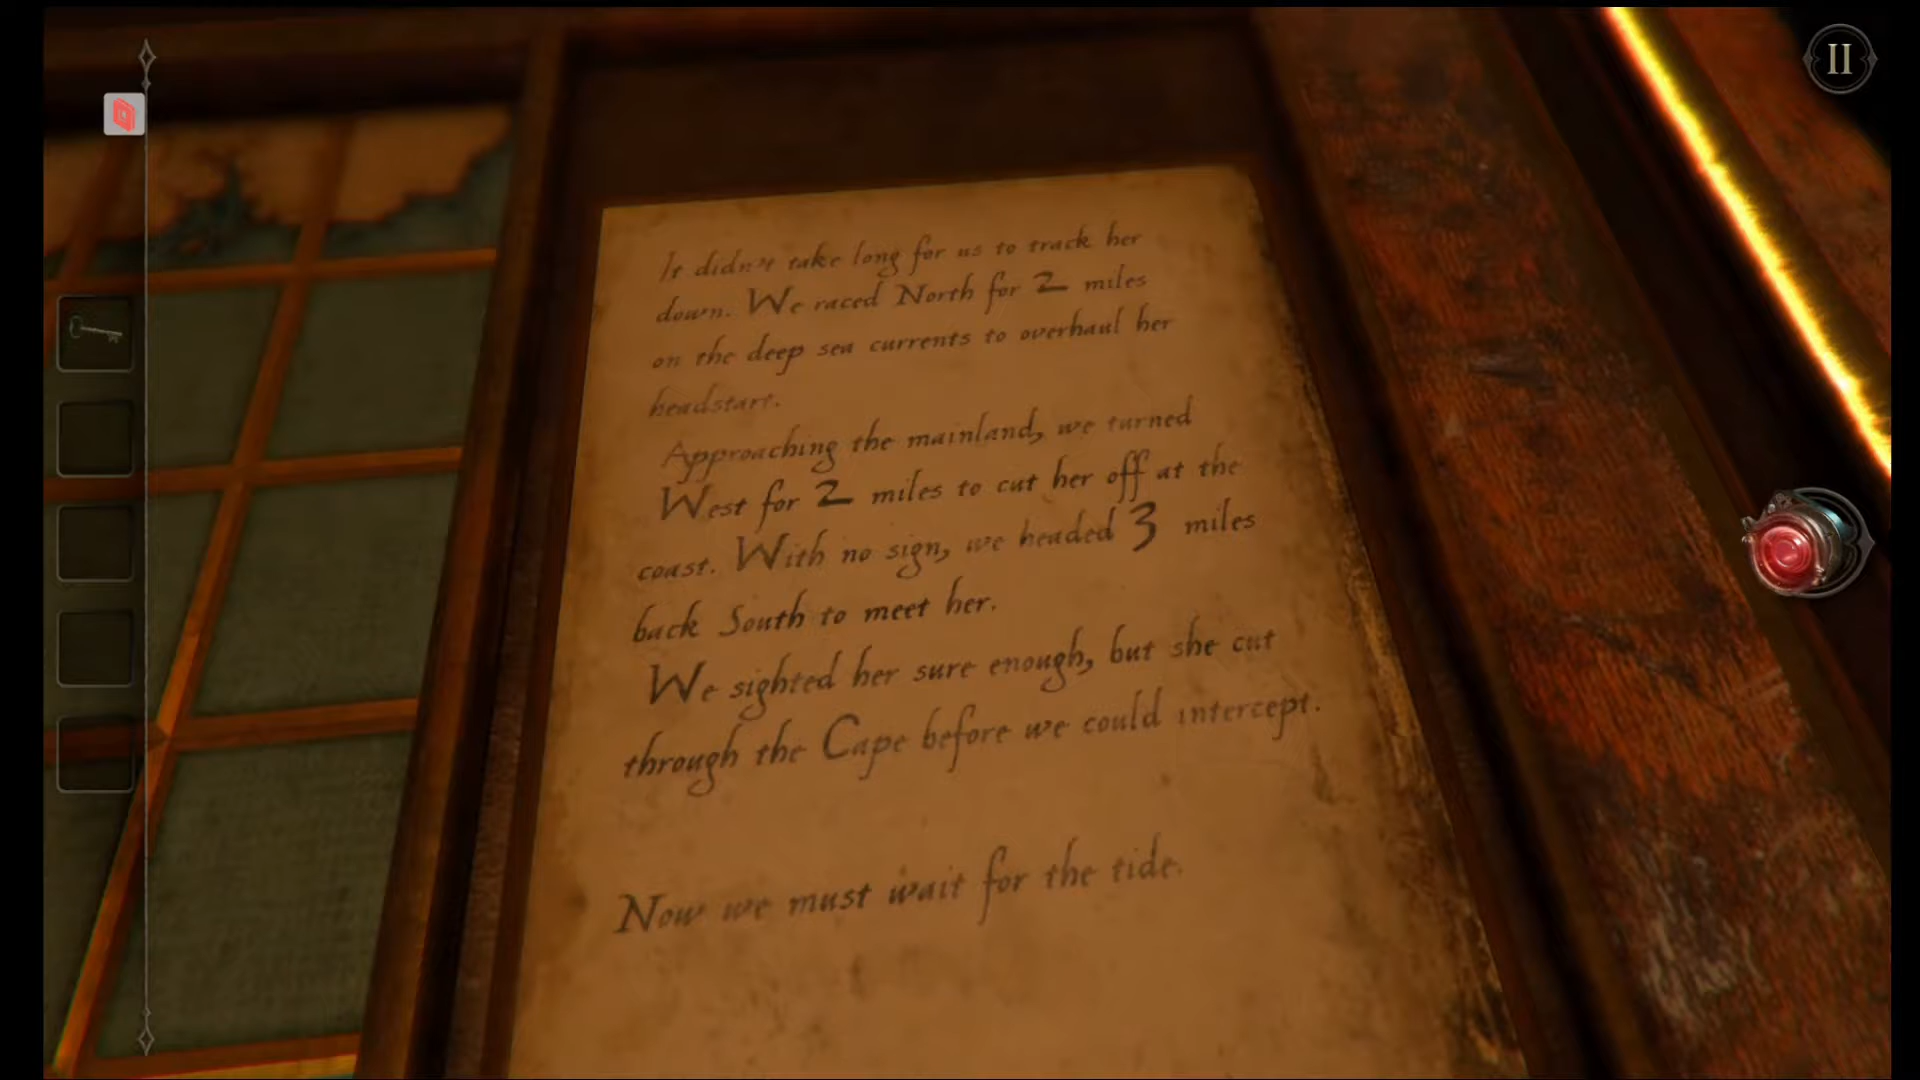 It didn't take long for us to track her
down. We raced North for 2 miles
on the deep sea currents to overhaul her
headstart.
Approaching the mainland, we turned
West for 2 miles to cut her off at the
coast. With no sign, we headed 3 miles
back South to meet her.
We sighted her sure enough, but she cut
through the Cape before we could intercept.
Now we must wait for the tide.